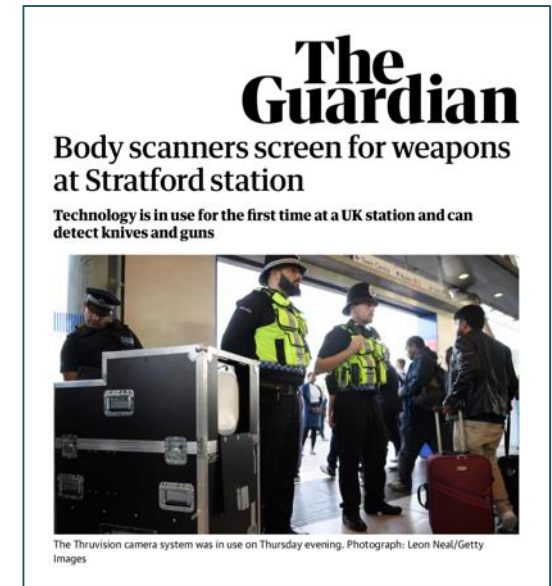 The
Guardian
Body scanners screen for weapons
at Stratford station
Technology is in use for the first time at a UK station and can
detect knives and guns
The Thruvision camera system was in use on Thursday evening. Photograph: Leon Neal/Getty
Images